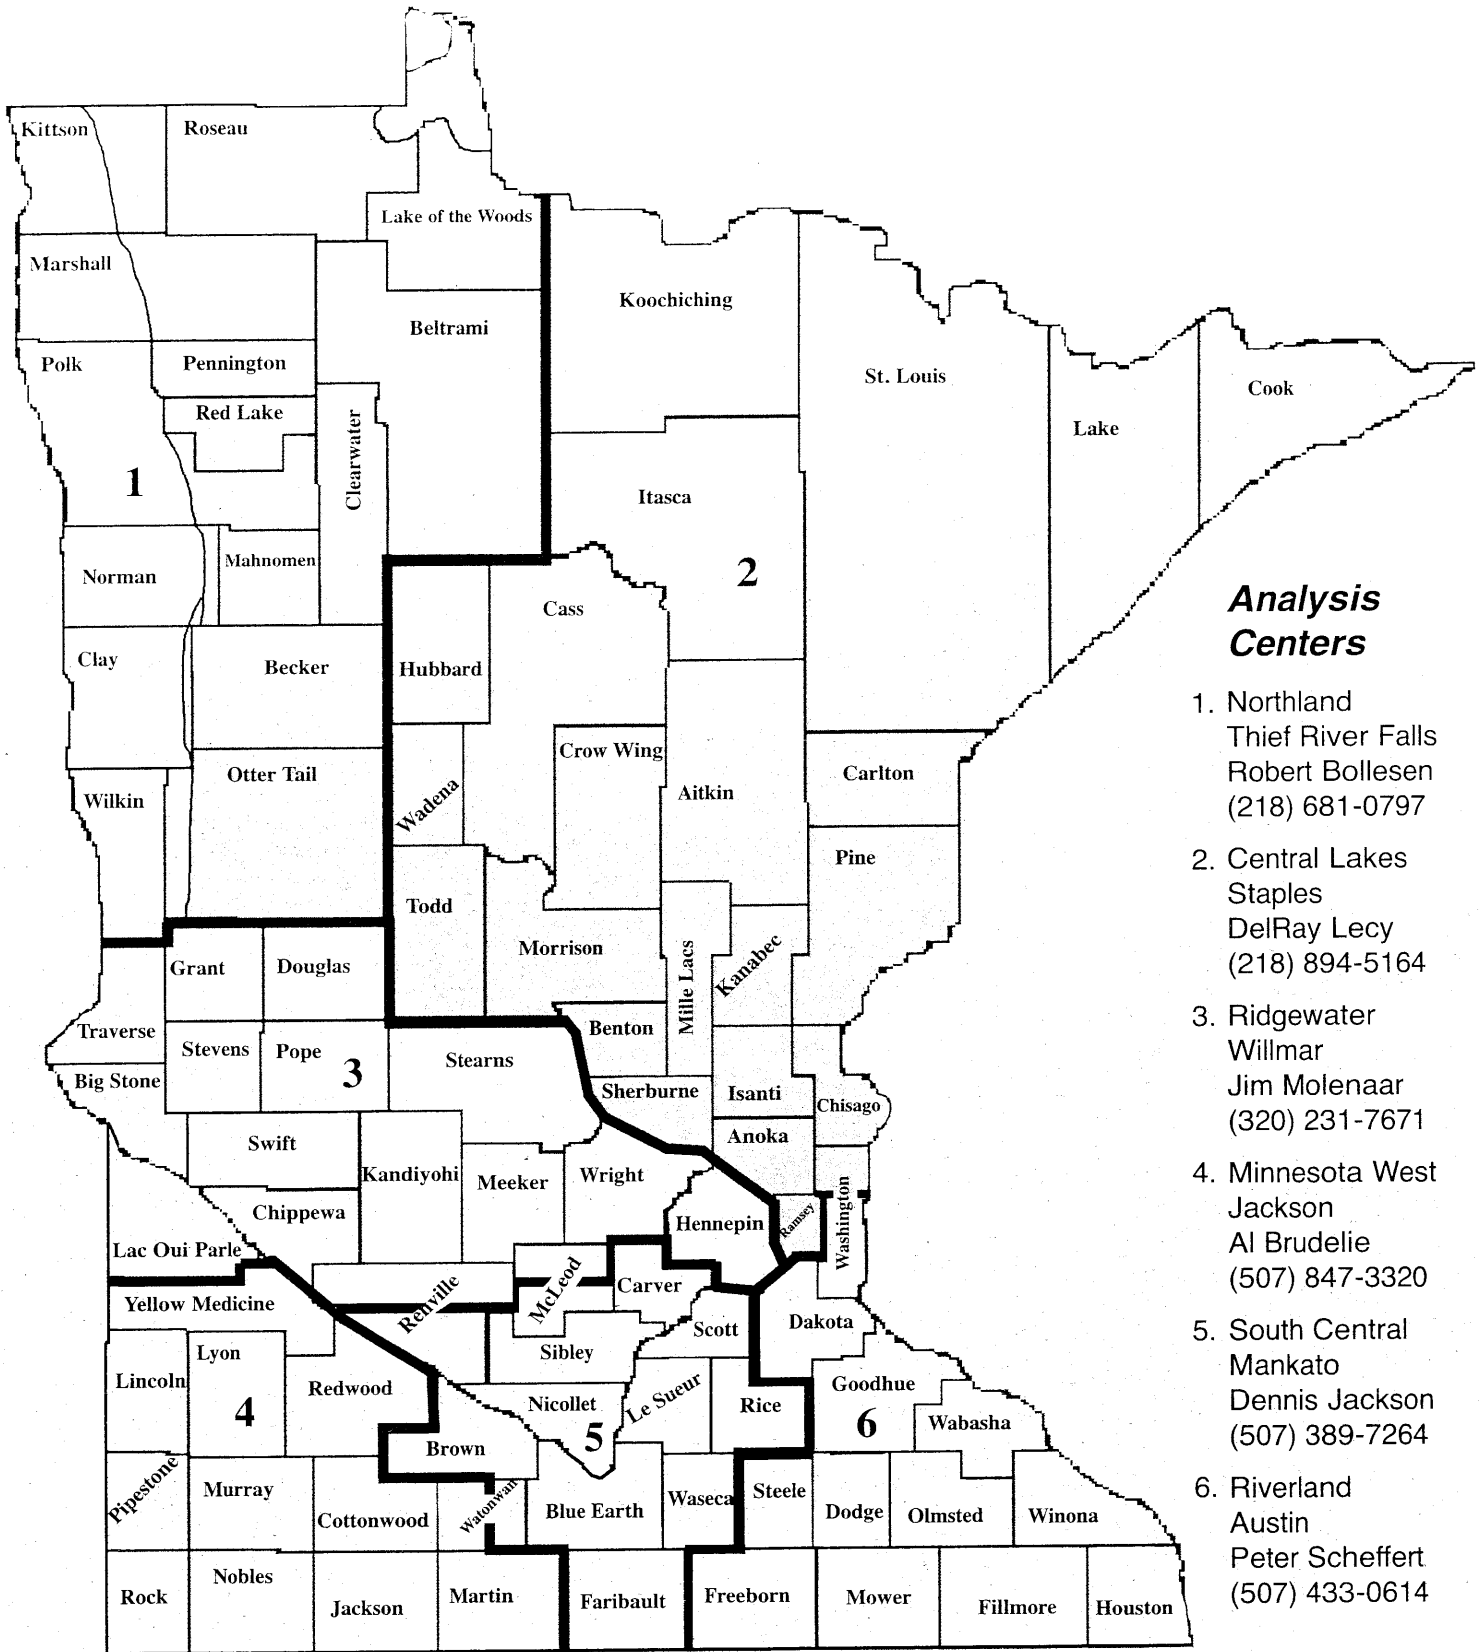 Kittson
Roseau
Lake of the Woods
Marshall
Koochiching
Beltrami
Polk
Pennington
St. Louis
Cook
Red Lake
Lake
Clearwater
1
Itasca
2
Norman
Mahnomen
Cass
Clay
Becker
Hubbard
Crow Wing
Otter Tail
Wilkin
Wadena
Aitkin
Carlton
Pine
Todd
Morrison
Mille Lacs
Kanabec
Grant
Douglas
Traverse
Stevens
Pope
3
Stearns
Benton
Big Stone
Sherburne
Isanti
Chisago
Swift
Anoka
Kandiyohi
Meeker
Wright
Chippewa
Hennepin
Ramsey
Washington
Lac Oui Parle
Yellow Medicine
Renville
McLeod
Carver
Scott
Dakota
Lyon
Sibley
Lincoln
Redwood
Nicollet
Le Sueur
Rice
Goodhue
4
5
6
Wabasha
Brown
Pipestone
Murray
Cottonwood
Watonwan
Blue Earth
Waseca
Steele
Dodge
Olmsted
Winona
Rock
Nobles
Jackson
Martin
Faribault
Freeborn
Mower
Fillmore
Houston
Analysis
Centers
1. Northland
Thief River Falls
Robert Bollesen
(218) 681-0797
2. Central Lakes
Staples
DelRay Lecy
(218) 894-5164
3. Ridgewater
Willmar
Jim Molenaar
(320) 231-7671
4. Minnesota West
Jackson
Al Brudelie
(507) 847-3320
5. South Central
Mankato
Dennis Jackson
(507) 389-7264
6. Riverland
Austin
Peter Scheffert
(507) 433-0614